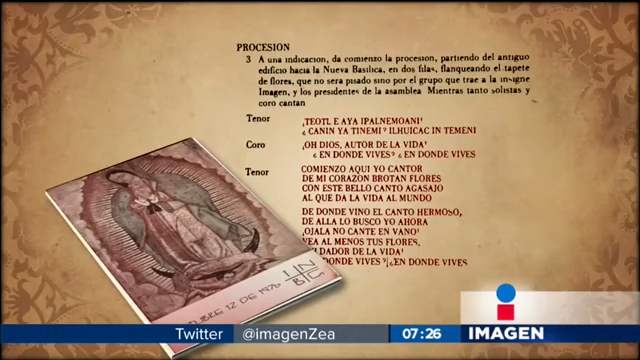 PROCESION
3 A una indicacion, da comienzo la procesion, partiendo del antiguo
edificio hacia la Nueva Basilica, en dos filas, flanqueando el tapete
de flores, que no sera pisado sino por el grupo que trae a la insigne
Imagen, y los presidentes de la asamblea Mientras tanto solistas y
coro cantan
Tenor ¡TEOTL E AYA IPALNEMOANI!
¿CANIN YA TINEMI? ILHUICAC IN TEMENI
Coro ¡OH DIOS, AUTOR DE LA VIDA!
¿EN DONDE VIVES? ¿EN DONDE VIVES
Tenor COMIENZO AQUI YO CANTOR
DE MI CORAZON BROTAN FLORES
CON ESTE BELLO CANTO AGASAJO
AL QUE DA LA VIDA AL MUNDO
DE DONDE VINO EL CANTO HERMOSO,
DE ALLA LO BUSCO YO AHORA
¡OJALA NO CANTE EN VANO!
VEA AL MENOS TUS FLORES,
DADOR DE LA VIDA!
DONDE VIVES? ¿EN DONDE VIVES
UBRE 12 DE 1976
Twitter @imagenZea 07:26 IMAGEN